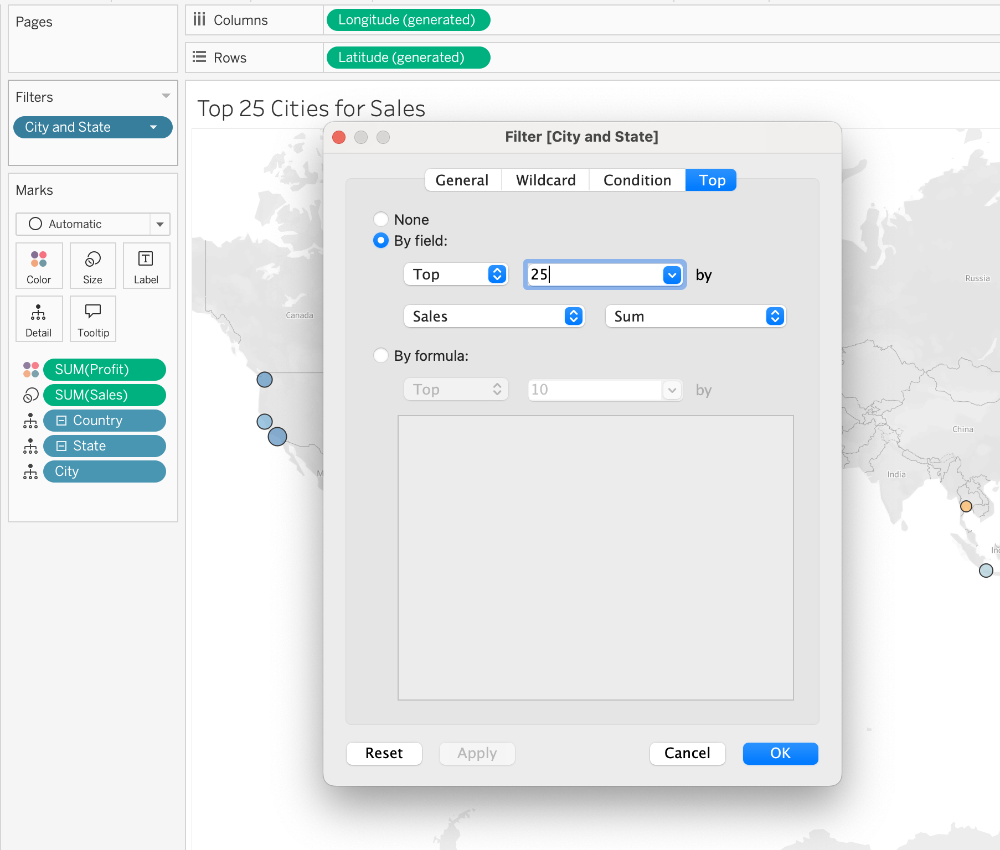 Pages
Columns
Longitude (generated)
Rows
Latitude (generated)
Filters
City and State
Marks
Automatic
Color
Size
Label
Detail
Tooltip
SUM(Profit)
SUM(Sales)
Country
State
City
Top 25 Cities for Sales
Canada
Russia
China
India
Filter [City and State]
General
Wildcard
Condition
Top
None
By field:
Top
25
by
Sales
Sum
By formula:
Top
10
by
Reset
Apply
Cancel
OK